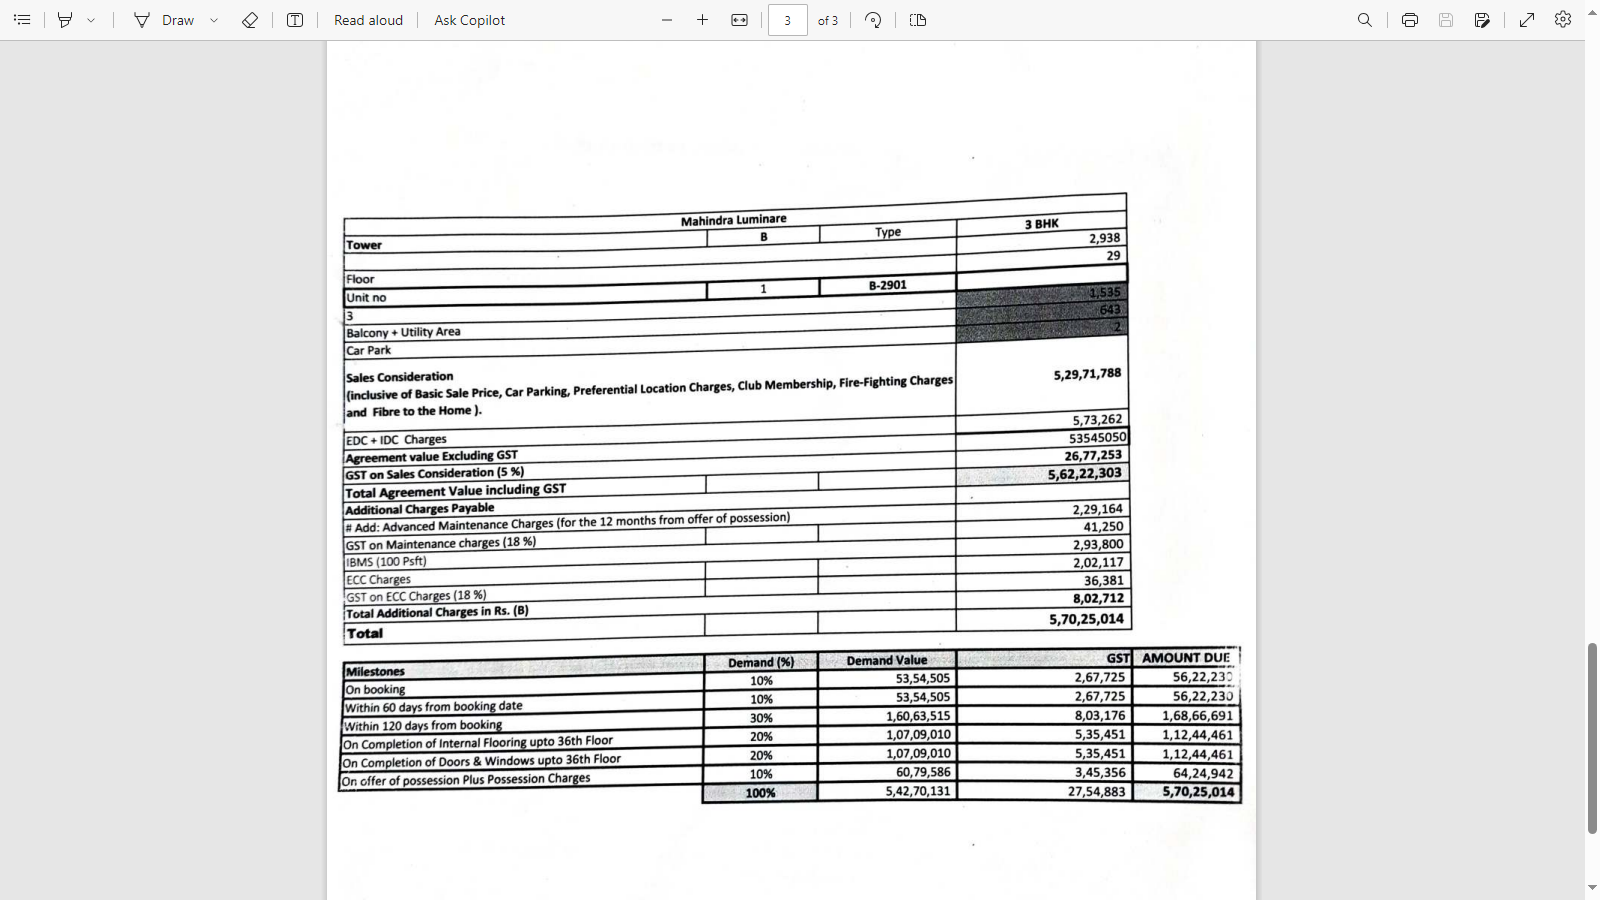 Draw
Read aloud
Ask Copilot
3
of 3
Mahindra Luminare
Tower B Type 3 BHK
2,938
Floor 29
Unit no 1 B-2901
3 1,535
Balcony + Utility Area 643
Car Park 2
Sales Consideration
(inclusive of Basic Sale Price, Car Parking, Preferential Location Charges, Club Membership, Fire-Fighting Charges 5,29,71,788
and Fibre to the Home ).
EDC + IDC Charges 5,73,262
Agreement value Excluding GST 53545050
GST on Sales Consideration (5 %) 26,77,253
Total Agreement Value including GST 5,62,22,303
Additional Charges Payable
# Add: Advanced Maintenance Charges (for the 12 months from offer of possession) 2,29,164
GST on Maintenance charges (18 %) 41,250
IBMS (100 Psft) 2,93,800
ECC Charges 2,02,117
GST on ECC Charges (18 %) 36,381
Total Additional Charges in Rs. (B) 8,02,712
Total 5,70,25,014
Milestones Demand (%) Demand Value GST AMOUNT DUE
On booking 10% 53,54,505 2,67,725 56,22,230
Within 60 days from booking date 10% 53,54,505 2,67,725 56,22,230
Within 120 days from booking 30% 1,60,63,515 8,03,176 1,68,66,691
On Completion of Internal Flooring upto 36th Floor 20% 1,07,09,010 5,35,451 1,12,44,461
On Completion of Doors & Windows upto 36th Floor 20% 1,07,09,010 5,35,451 1,12,44,461
On offer of possession Plus Possession Charges 10% 60,79,586 3,45,356 64,24,942
100% 5,42,70,131 27,54,883 5,70,25,014